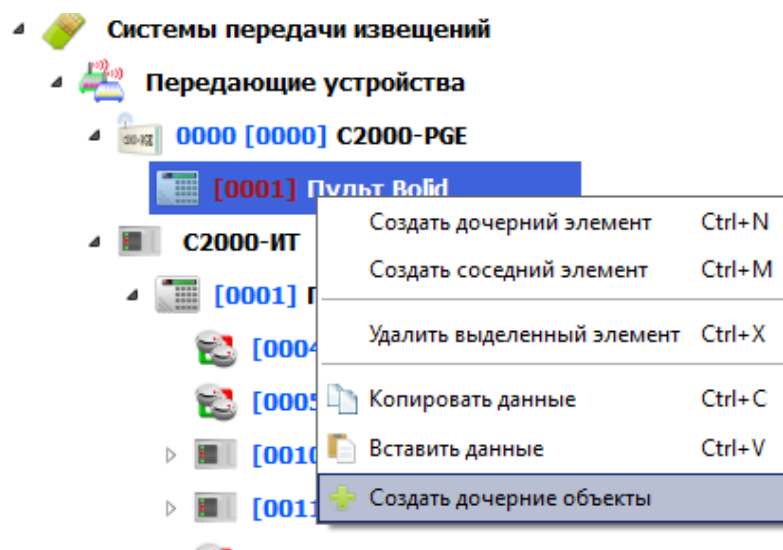 Системы передачи извещений
Передающие устройства
0000 [0000] C2000-PGE
[0001] Пульт Bolid
Создать дочерний элемент Ctrl+N
C2000-ИТ
Создать соседний элемент Ctrl+M
[0001]
Удалить выделенный элемент Ctrl+X
[0004
[0005
Копировать данные Ctrl+C
[0010
Вставить данные Ctrl+V
[0011
Создать дочерние объекты